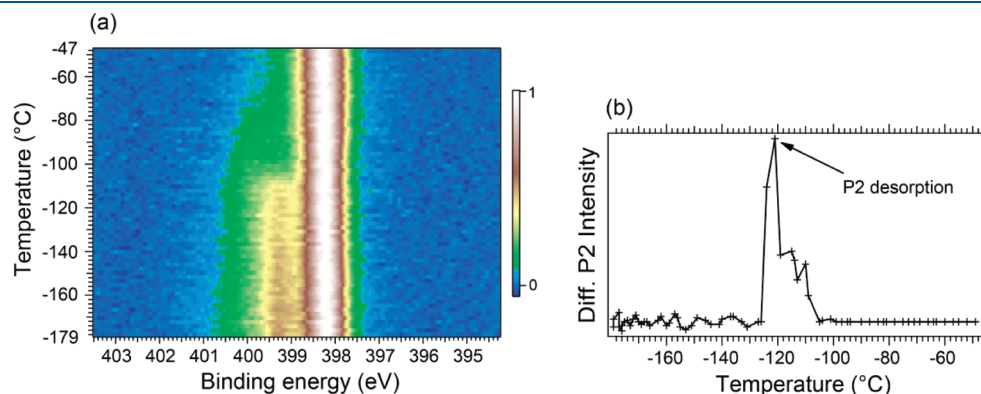 (a)
-47
-60
-80
-100
-120
-140
-160
-179
Temperature (°C)
403 402 401 400 399 398 397 396 395
Binding energy (eV)
1
0
(b)
Diff. P2 Intensity
P2 desorption
-160 -140 -120 -100 -80 -60
Temperature (°C)